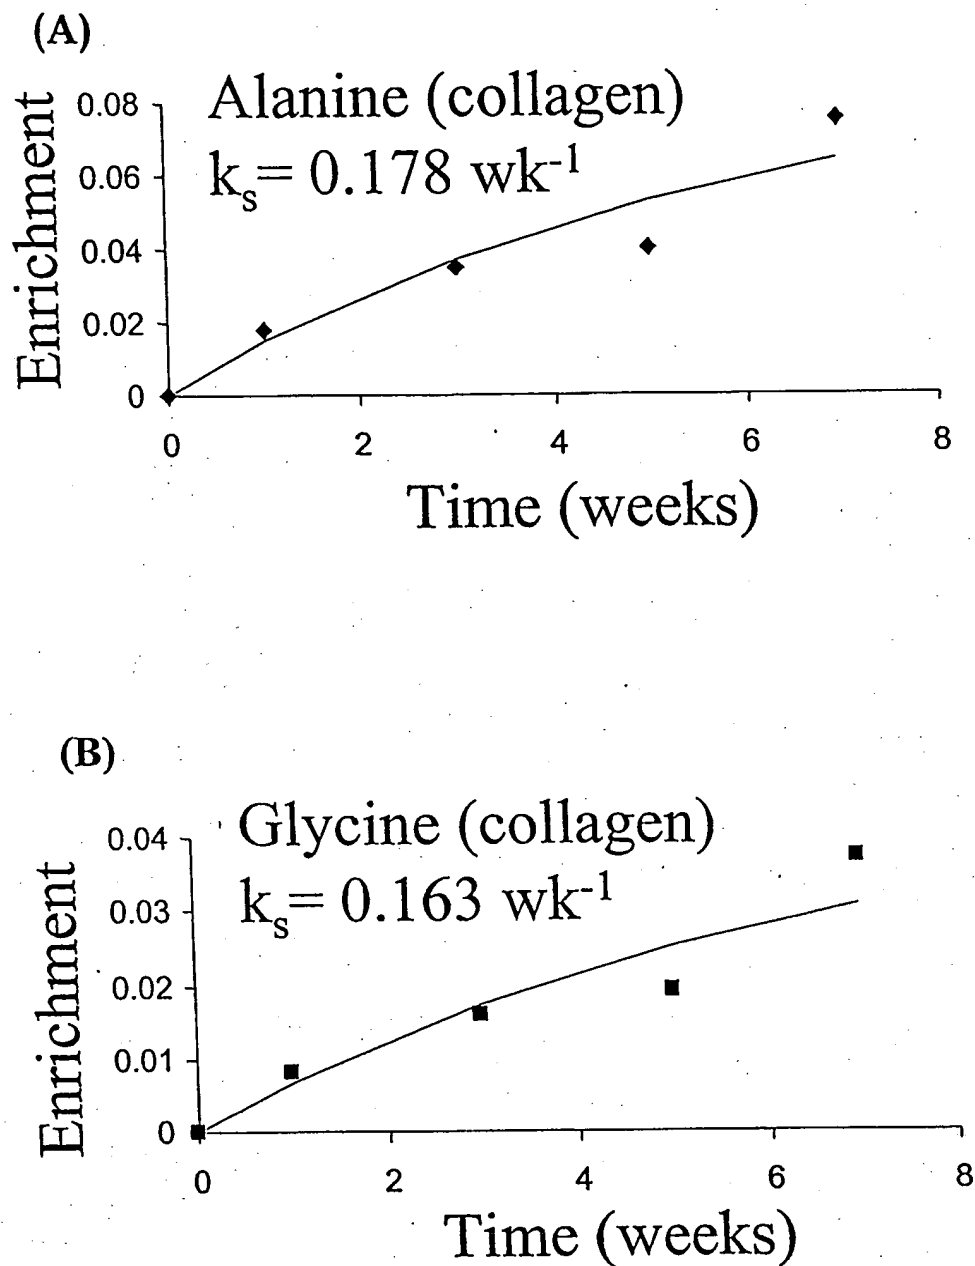 (A)
Alanine (collagen)
kₛ= 0.178 wk⁻¹
Enrichment
0.08
0.06
0.04
0.02
0
0 2 4 6 8
Time (weeks)
(B)
Glycine (collagen)
kₛ= 0.163 wk⁻¹
Enrichment
0.04
0.03
0.02
0.01
0
0 2 4 6 8
Time (weeks)